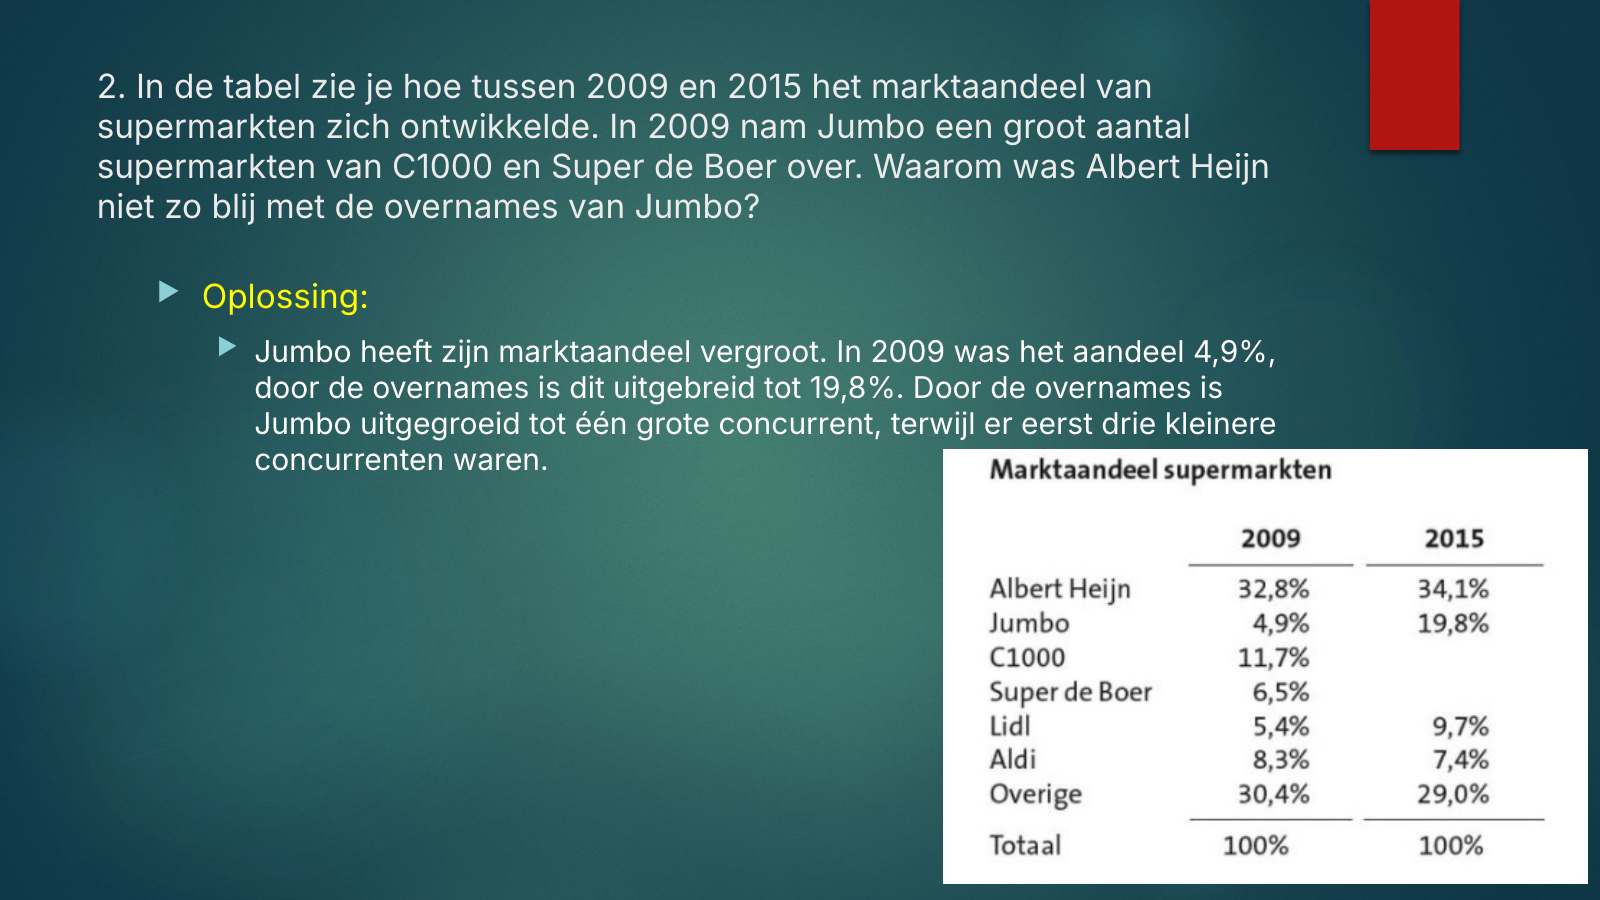 2. In de tabel zie je hoe tussen 2009 en 2015 het marktaandeel van
supermarkten zich ontwikkelde. In 2009 nam Jumbo een groot aantal
supermarkten van C1000 en Super de Boer over. Waarom was Albert Heijn
niet zo blij met de overnames van Jumbo?
Oplossing:
Jumbo heeft zijn marktaandeel vergroot. In 2009 was het aandeel 4,9%,
door de overnames is dit uitgebreid tot 19,8%. Door de overnames is
Jumbo uitgegroeid tot één grote concurrent, terwijl er eerst drie kleinere
concurrenten waren.
Marktaandeel supermarkten
2009 2015
Albert Heijn 32,8% 34,1%
Jumbo 4,9% 19,8%
C1000 11,7%
Super de Boer 6,5%
Lidl 5,4% 9,7%
Aldi 8,3% 7,4%
Overige 30,4% 29,0%
Totaal 100% 100%